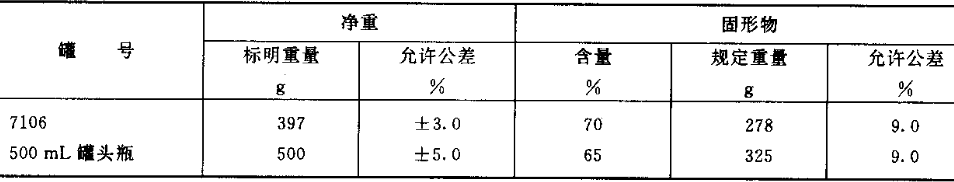 罐 号 净重 固形物
标明重量 允许公差 含量 规定重量 允许公差
g % % g %
7106 397 ±3.0 70 278 9.0
500 mL 罐头瓶 500 ±5.0 65 325 9.0